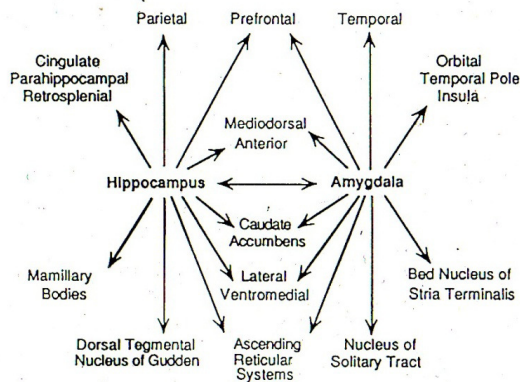 Parietal
Prefrontal
Temporal
Cingulate
Parahippocampal
Retrosplenial
Orbital
Temporal Pole
Insula
Mediodorsal
Anterior
Hippocampus
Amygdala
Caudate
Accumbens
Mamillary
Bodies
Lateral
Ventromedial
Bed Nucleus of
Stria Terminalis
Dorsal Tegmental
Nucleus of Gudden
Ascending
Reticular
Systems
Nucleus of
Solitary Tract